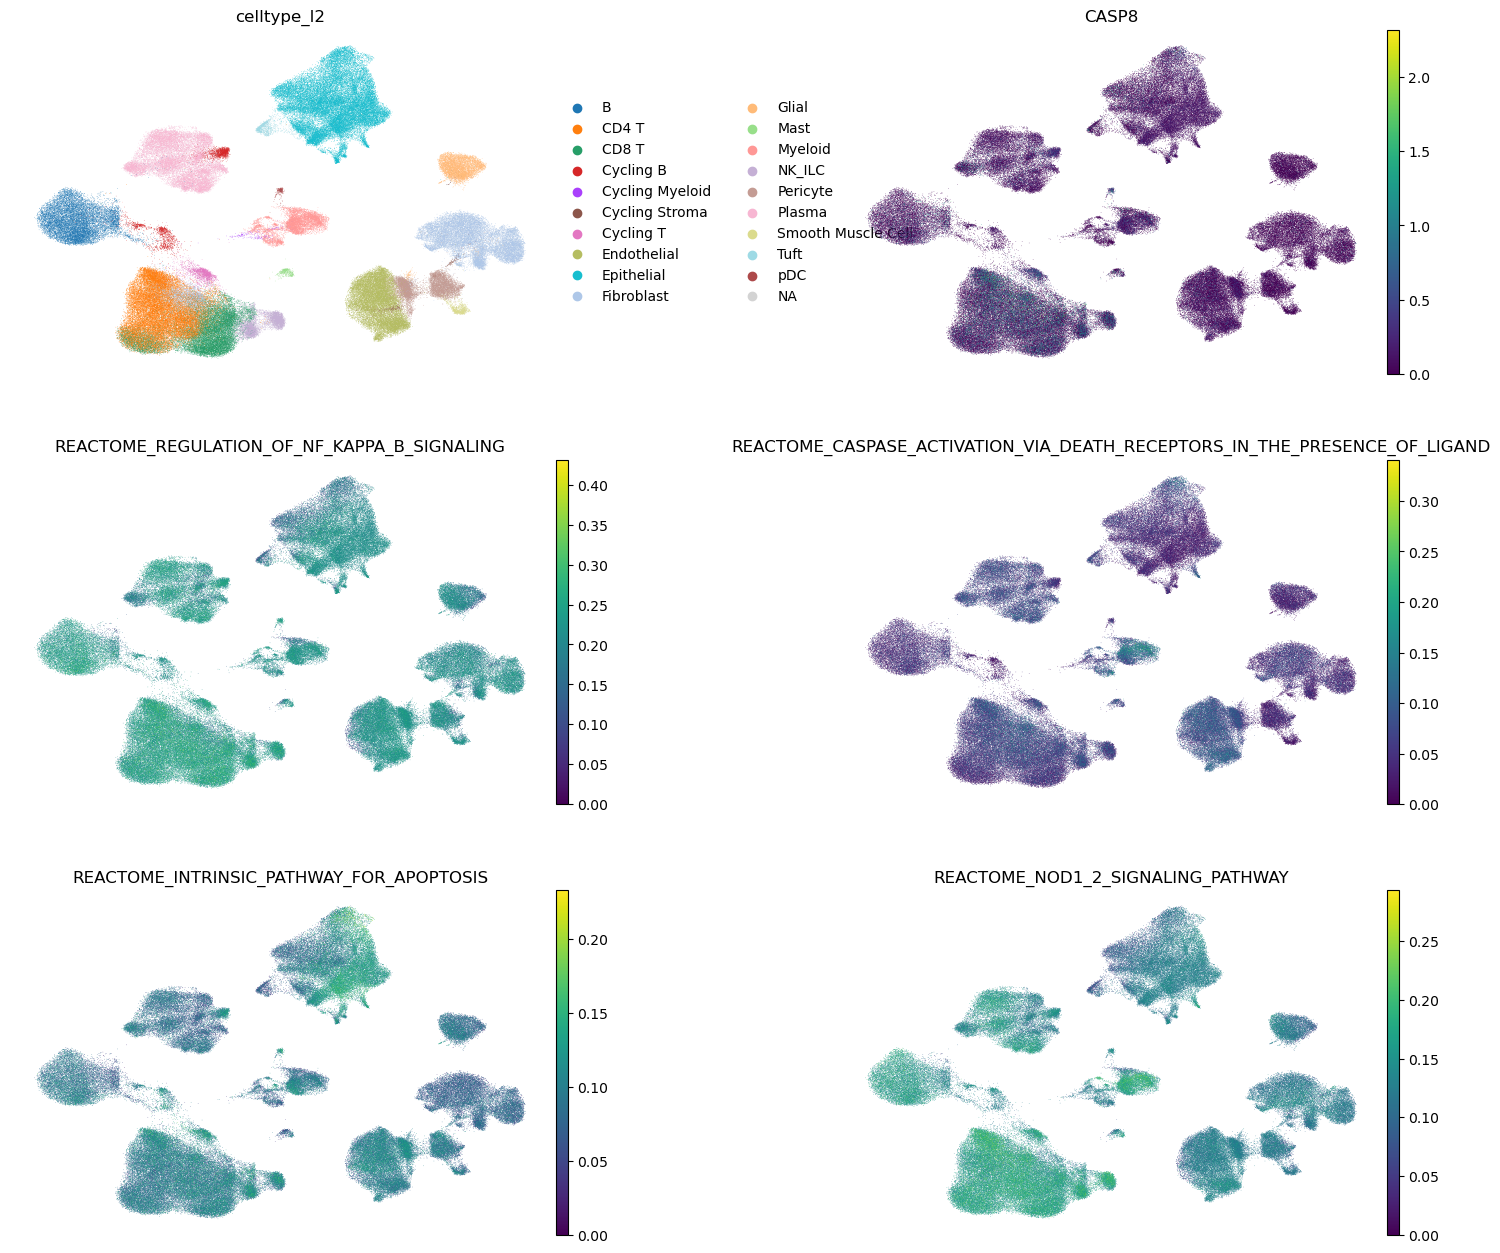 celltype_l2
B
CD4 T
CD8 T
Cycling B
Cycling Myeloid
Cycling Stroma
Cycling T
Endothelial
Epithelial
Fibroblast
Glial
Mast
Myeloid
NK_ILC
Pericyte
Plasma
Smooth Muscle Cell
Tuft
pDC
NA
CASP8
2.0
1.5
1.0
0.5
0.0
REACTOME_REGULATION_OF_NF_KAPPA_B_SIGNALING
0.40
0.35
0.30
0.25
0.20
0.15
0.10
0.05
0.00
REACTOME_CASPASE_ACTIVATION_VIA_DEATH_RECEPTORS_IN_THE_PRESENCE_OF_LIGAND
0.30
0.25
0.20
0.15
0.10
0.05
0.00
REACTOME_INTRINSIC_PATHWAY_FOR_APOPTOSIS
0.20
0.15
0.10
0.05
0.00
REACTOME_NOD1_2_SIGNALING_PATHWAY
0.25
0.20
0.15
0.10
0.05
0.00